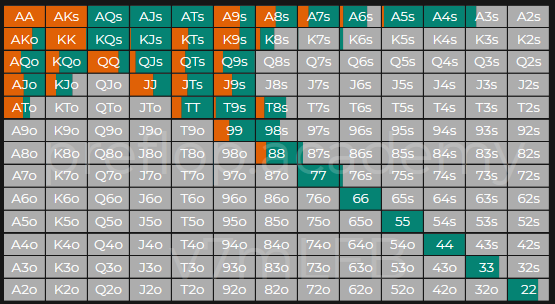 AA AKs AQs AJs ATs A9s A8s A7s A6s A5s A4s A3s A2s
AKo KK KQs KJs KTs K9s K8s K7s K6s K5s K4s K3s K2s
AQo KQo QQ QJs QTs Q9s Q8s Q7s Q6s Q5s Q4s Q3s Q2s
AJo KJo QJo JJ JTs J9s J8s J7s J6s J5s J4s J3s J2s
ATo KTo QTo JTo TT T9s T8s T7s T6s T5s T4s T3s T2s
A9o K9o Q9o J9o T9o 99 98s 97s 96s 95s 94s 93s 92s
A8o K8o Q8o J8o T8o 98o 88 87s 86s 85s 84s 83s 82s
preflop.academy
A7o K7o Q7o J7o T7o 97o 87o 77 76s 75s 74s 73s 72s
A6o K6o Q6o J6o T6o 96o 86o 76o 66 65s 64s 63s 62s
A5o K5o Q5o J5o T5o 95o 85o 75o 65o 55 54s 53s 52s
A4o K4o Q4o J4o T4o 94o 84o 74o 64o 54o 44 43s 42s
A3o K3o Q3o J3o T3o 93o 83o 73o 63o 53o 43o 33 32s
A2o K2o Q2o J2o T2o 92o 82o 72o 62o 52o 42o 32o 22